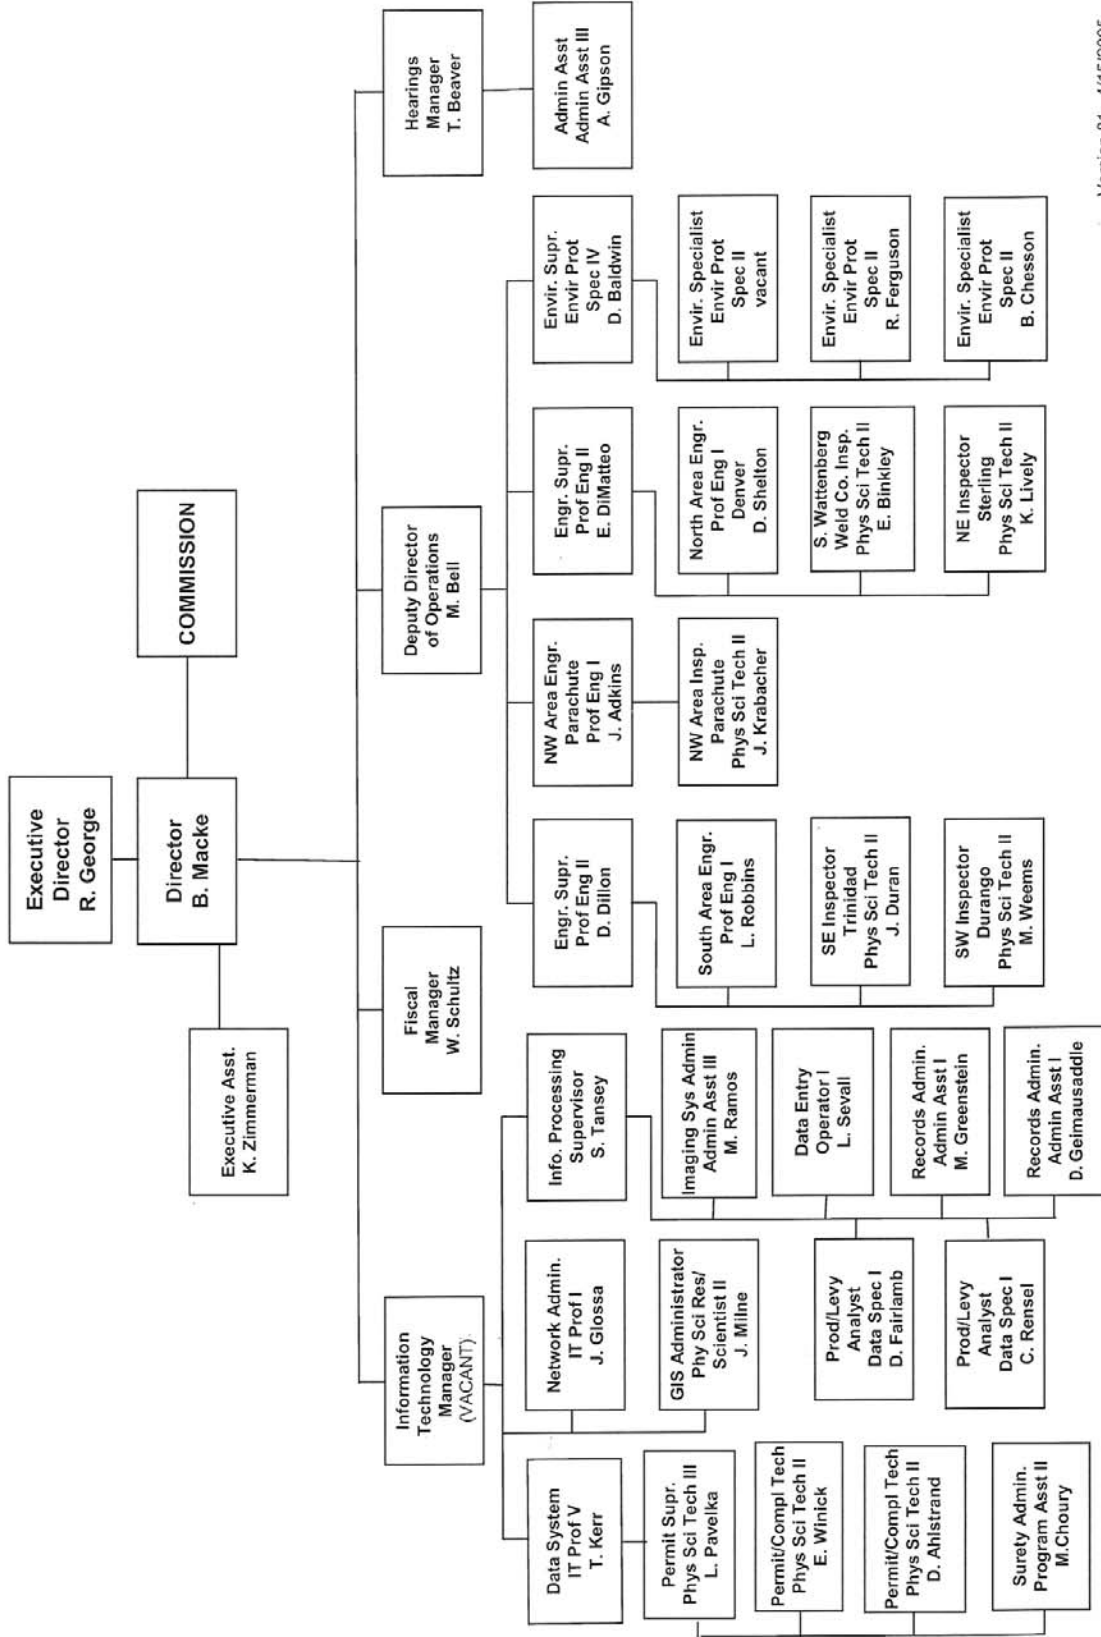 Executive
Director
R. George
Director
B. Macke
COMMISSION
Executive Asst.
K. Zimmerman
Information
Technology
Manager
(VACANT)
Fiscal
Manager
W. Schultz
Deputy Director
of Operations
M. Bell
Hearings
Manager
T. Beaver
Data System
IT Prof V
T. Kerr
Network Admin.
IT Prof I
J. Glossa
Info. Processing
Supervisor
S. Tansey
Engr. Supr.
Prof Eng II
D. Dillon
NW Area Engr.
Parachute
Prof Eng I
J. Adkins
Engr. Supr.
Prof Eng II
E. DiMatteo
Envir. Supr.
Envir Prot
Spec IV
D. Baldwin
Admin Asst
Admin Asst III
A. Gipson
Permit Supr.
Phys Sci Tech III
L. Pavelka
GIS Administrator
Phy Sci Res/
Scientist II
J. Milne
Imaging Sys Admin
Admin Asst III
M. Ramos
South Area Engr.
Prof Eng I
L. Robbins
NW Area Insp.
Parachute
Phys Sci Tech II
J. Krabacher
North Area Engr.
Prof Eng I
Denver
D. Shelton
Envir. Specialist
Envir Prot
Spec II
vacant
Permit/Compl Tech
Phys Sci Tech II
E. Winick
Prod/Levy
Analyst
Data Spec I
D. Fairlamb
Data Entry
Operator I
L. Sevall
SE Inspector
Trinidad
Phys Sci Tech II
J. Duran
S. Wattenberg
Weld Co. Insp.
Phys Sci Tech II
E. Binkley
Envir. Specialist
Envir Prot
Spec II
R. Ferguson
Permit/Compl Tech
Phys Sci Tech II
D. Ahlstrand
Prod/Levy
Analyst
Data Spec I
C. Rensel
Records Admin.
Admin Asst I
M. Greenstein
SW Inspector
Durango
Phys Sci Tech II
M. Weems
NE Inspector
Sterling
Phys Sci Tech II
K. Lively
Envir. Specialist
Envir Prot
Spec II
B. Chesson
Surety Admin.
Program Asst II
M.Choury
Records Admin.
Admin Asst I
D. Geimausaddle